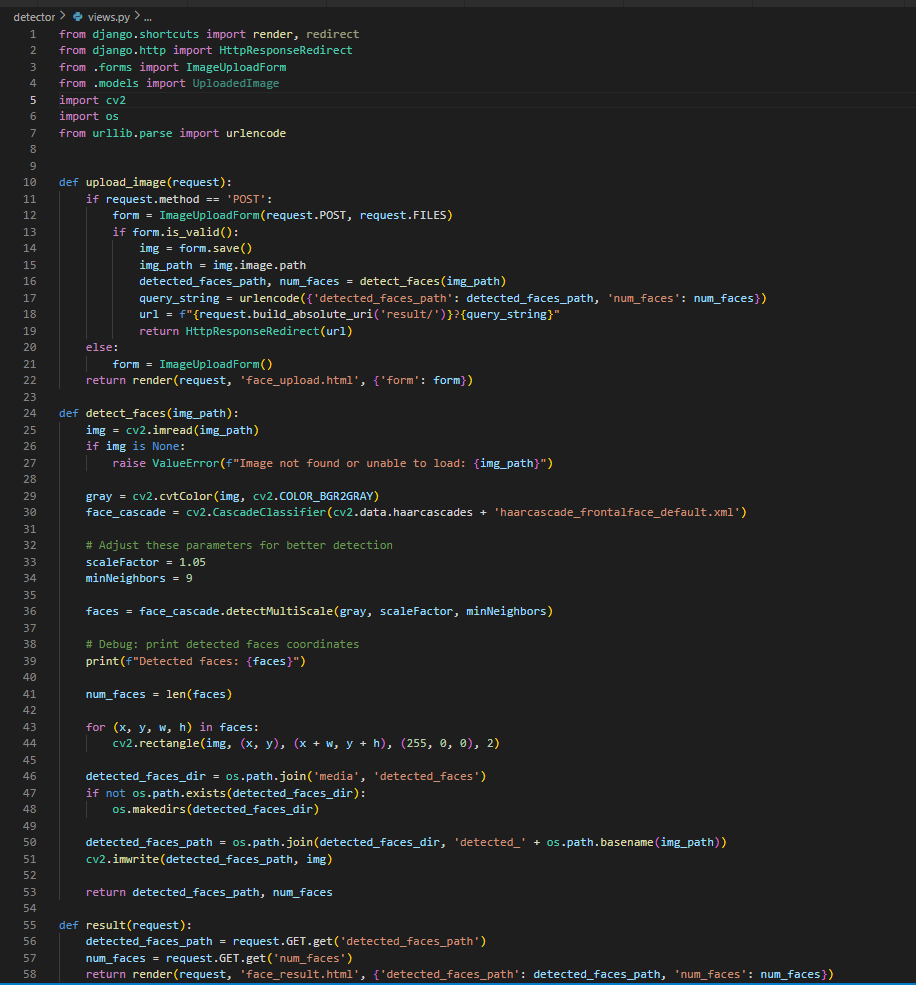 detector > views.py > ...
1 from django.shortcuts import render, redirect
2 from django.http import HttpResponseRedirect
3 from .forms import ImageUploadForm
4 from .models import UploadedImage
5 import cv2
6 import os
7 from urllib.parse import urlencode
8
9
10 def upload_image(request):
11     if request.method == 'POST':
12         form = ImageUploadForm(request.POST, request.FILES)
13         if form.is_valid():
14             img = form.save()
15             img_path = img.image.path
16             detected_faces_path, num_faces = detect_faces(img_path)
17             query_string = urlencode({'detected_faces_path': detected_faces_path, 'num_faces': num_faces})
18             url = f"{request.build_absolute_uri('result/')}?{query_string}"
19             return HttpResponseRedirect(url)
20     else:
21         form = ImageUploadForm()
22     return render(request, 'face_upload.html', {'form': form})
23
24 def detect_faces(img_path):
25     img = cv2.imread(img_path)
26     if img is None:
27         raise ValueError(f"Image not found or unable to load: {img_path}")
28
29     gray = cv2.cvtColor(img, cv2.COLOR_BGR2GRAY)
30     face_cascade = cv2.CascadeClassifier(cv2.data.haarcascades + 'haarcascade_frontalface_default.xml')
31
32     # Adjust these parameters for better detection
33     scaleFactor = 1.05
34     minNeighbors = 9
35
36     faces = face_cascade.detectMultiScale(gray, scaleFactor, minNeighbors)
37
38     # Debug: print detected faces coordinates
39     print(f"Detected faces: {faces}")
40
41     num_faces = len(faces)
42
43     for (x, y, w, h) in faces:
44         cv2.rectangle(img, (x, y), (x + w, y + h), (255, 0, 0), 2)
45
46     detected_faces_dir = os.path.join('media', 'detected_faces')
47     if not os.path.exists(detected_faces_dir):
48         os.makedirs(detected_faces_dir)
49
50     detected_faces_path = os.path.join(detected_faces_dir, 'detected_' + os.path.basename(img_path))
51     cv2.imwrite(detected_faces_path, img)
52
53     return detected_faces_path, num_faces
54
55 def result(request):
56     detected_faces_path = request.GET.get('detected_faces_path')
57     num_faces = request.GET.get('num_faces')
58     return render(request, 'face_result.html', {'detected_faces_path': detected_faces_path, 'num_faces': num_faces})